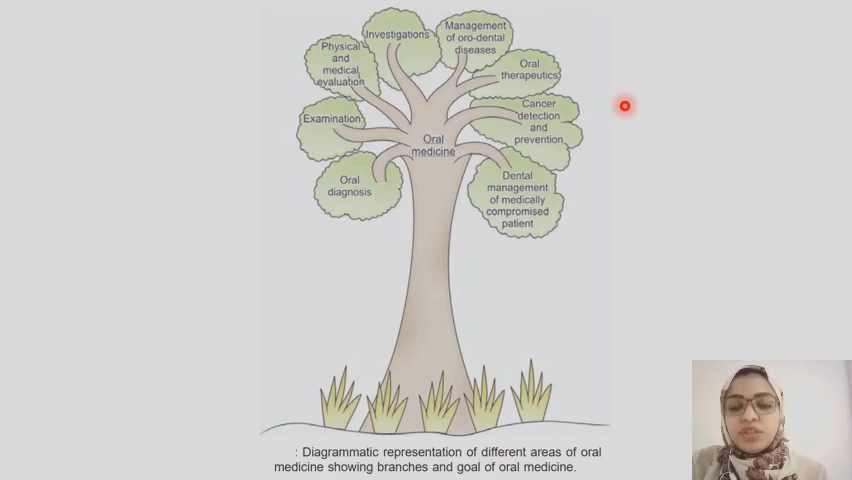 Investigations
Management
of oro-dental
diseases
Physical
and
medical
evaluation
Oral
therapeutics
Examination
Cancer
detection
and
prevention
Oral
medicine
Oral
diagnosis
Dental
management
of medically
compromised
patient
: Diagrammatic representation of different areas of oral
medicine showing branches and goal of oral medicine.